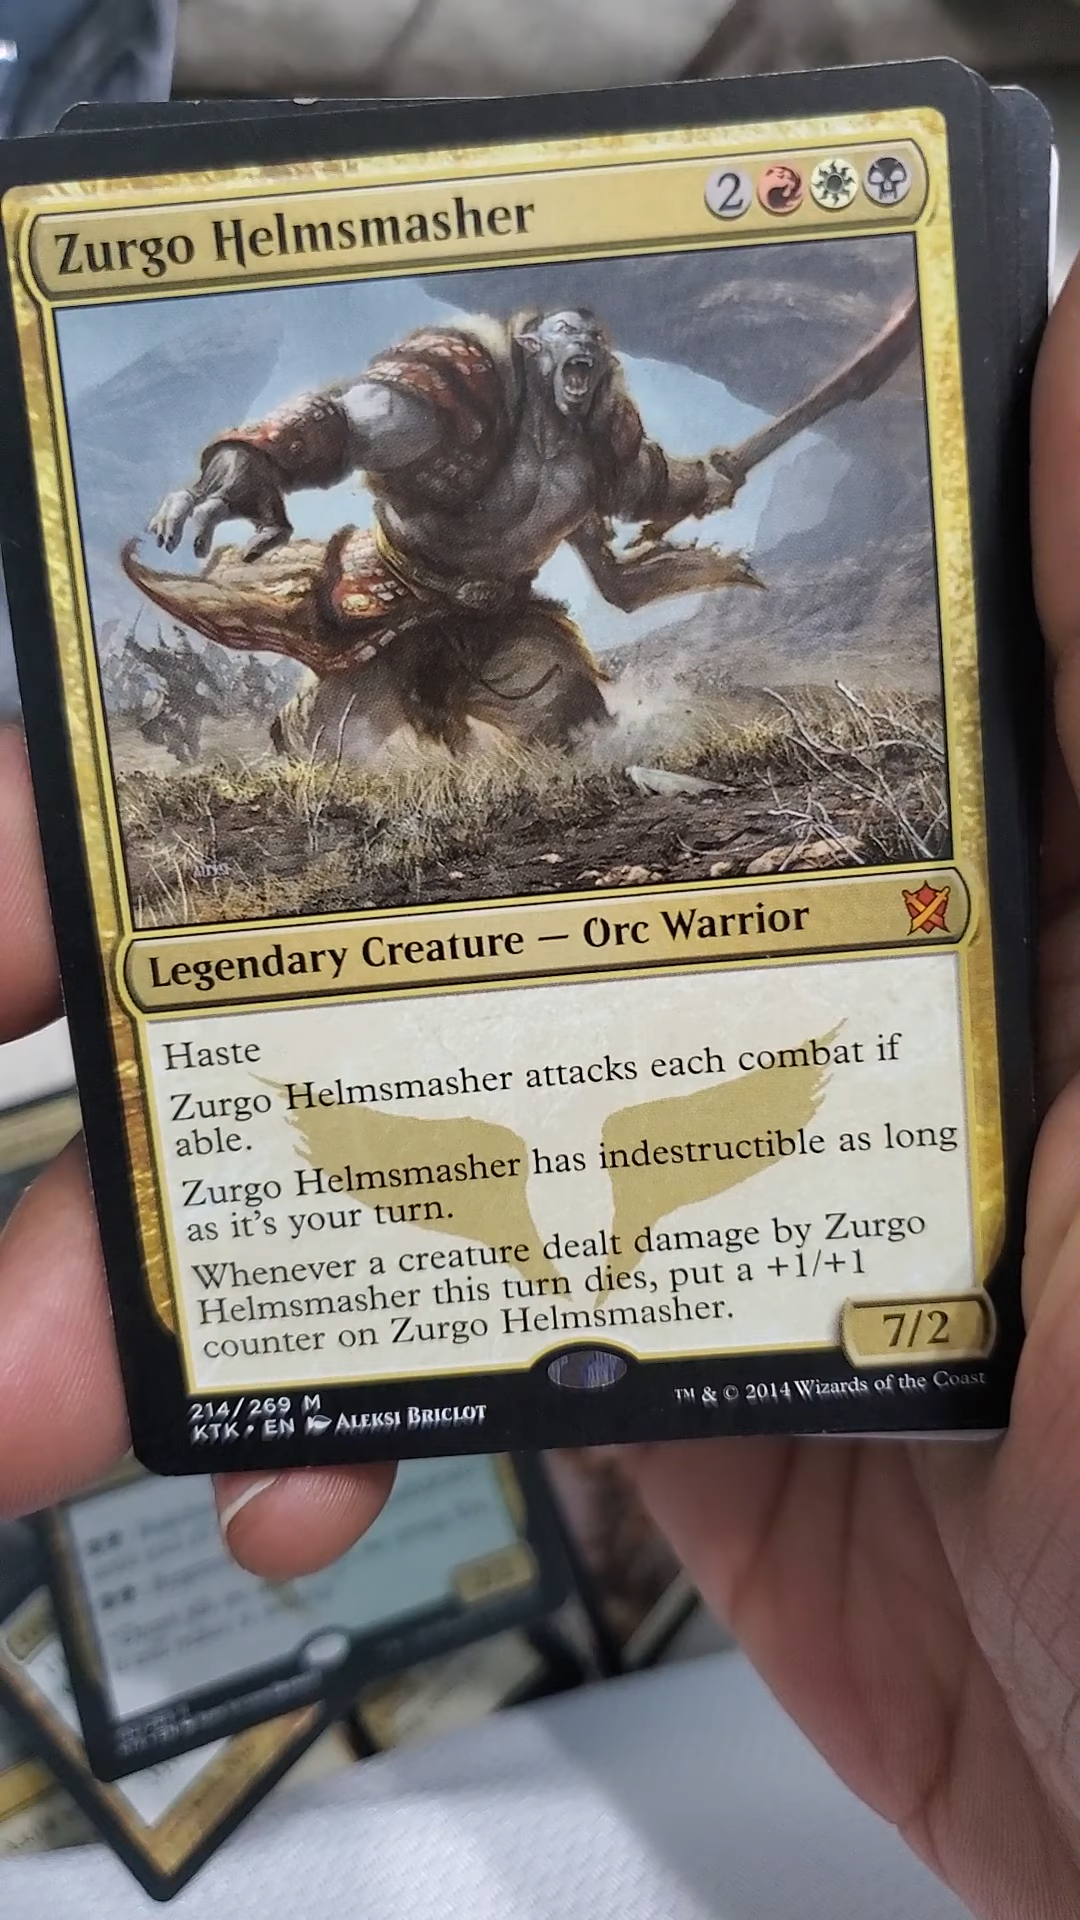 Zurgo Helmsmasher
2
Legendary Creature — Orc Warrior
Haste
Zurgo Helmsmasher attacks each combat if
able.
Zurgo Helmsmasher has indestructible as long
as it's your turn.
Whenever a creature dealt damage by Zurgo
Helmsmasher this turn dies, put a +1/+1
counter on Zurgo Helmsmasher.
7/2
214/269 M
KTK • EN ALEKSI BRICLOT
™ & © 2014 Wizards of the Coast